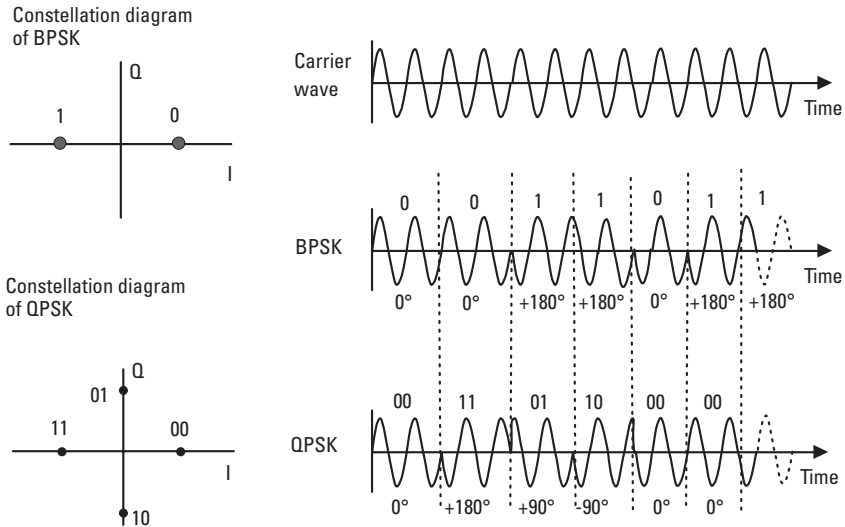 Constellation diagram
of BPSK
Q
1 0
I
Carrier
wave
Time
0 0 1 1 0 1 1
BPSK
Time
0° 0° +180° +180° 0° +180° +180°
Constellation diagram
of QPSK
Q
01
11 00
I
10
00 11 01 10 00 00
QPSK
Time
0° +180° +90° -90° 0° 0°